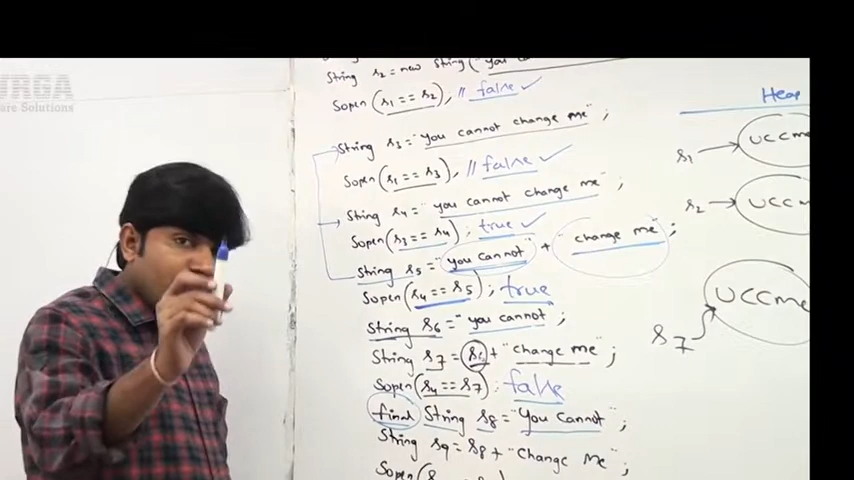 URGA
are Solutions
String s2 = new String("you
Sopen(s1 == s2); // false ✓
String s3 = "you cannot change me";
Sopen(s1 == s3); // false ✓
String s4 = "you cannot change me";
Sopen(s3 == s4); true ✓
String s5 = "you cannot" + "change me";
Sopen(s4 == s5); true
String s6 = "you cannot";
String s7 = s6 + "change me";
Sopen(s4 == s7); false
final String s8 = "You Cannot";
String s9 = s8 + "Change Me";
Sopen(
Heap
s1 → UCCme
s2 → UCCM
s7 → UCCme